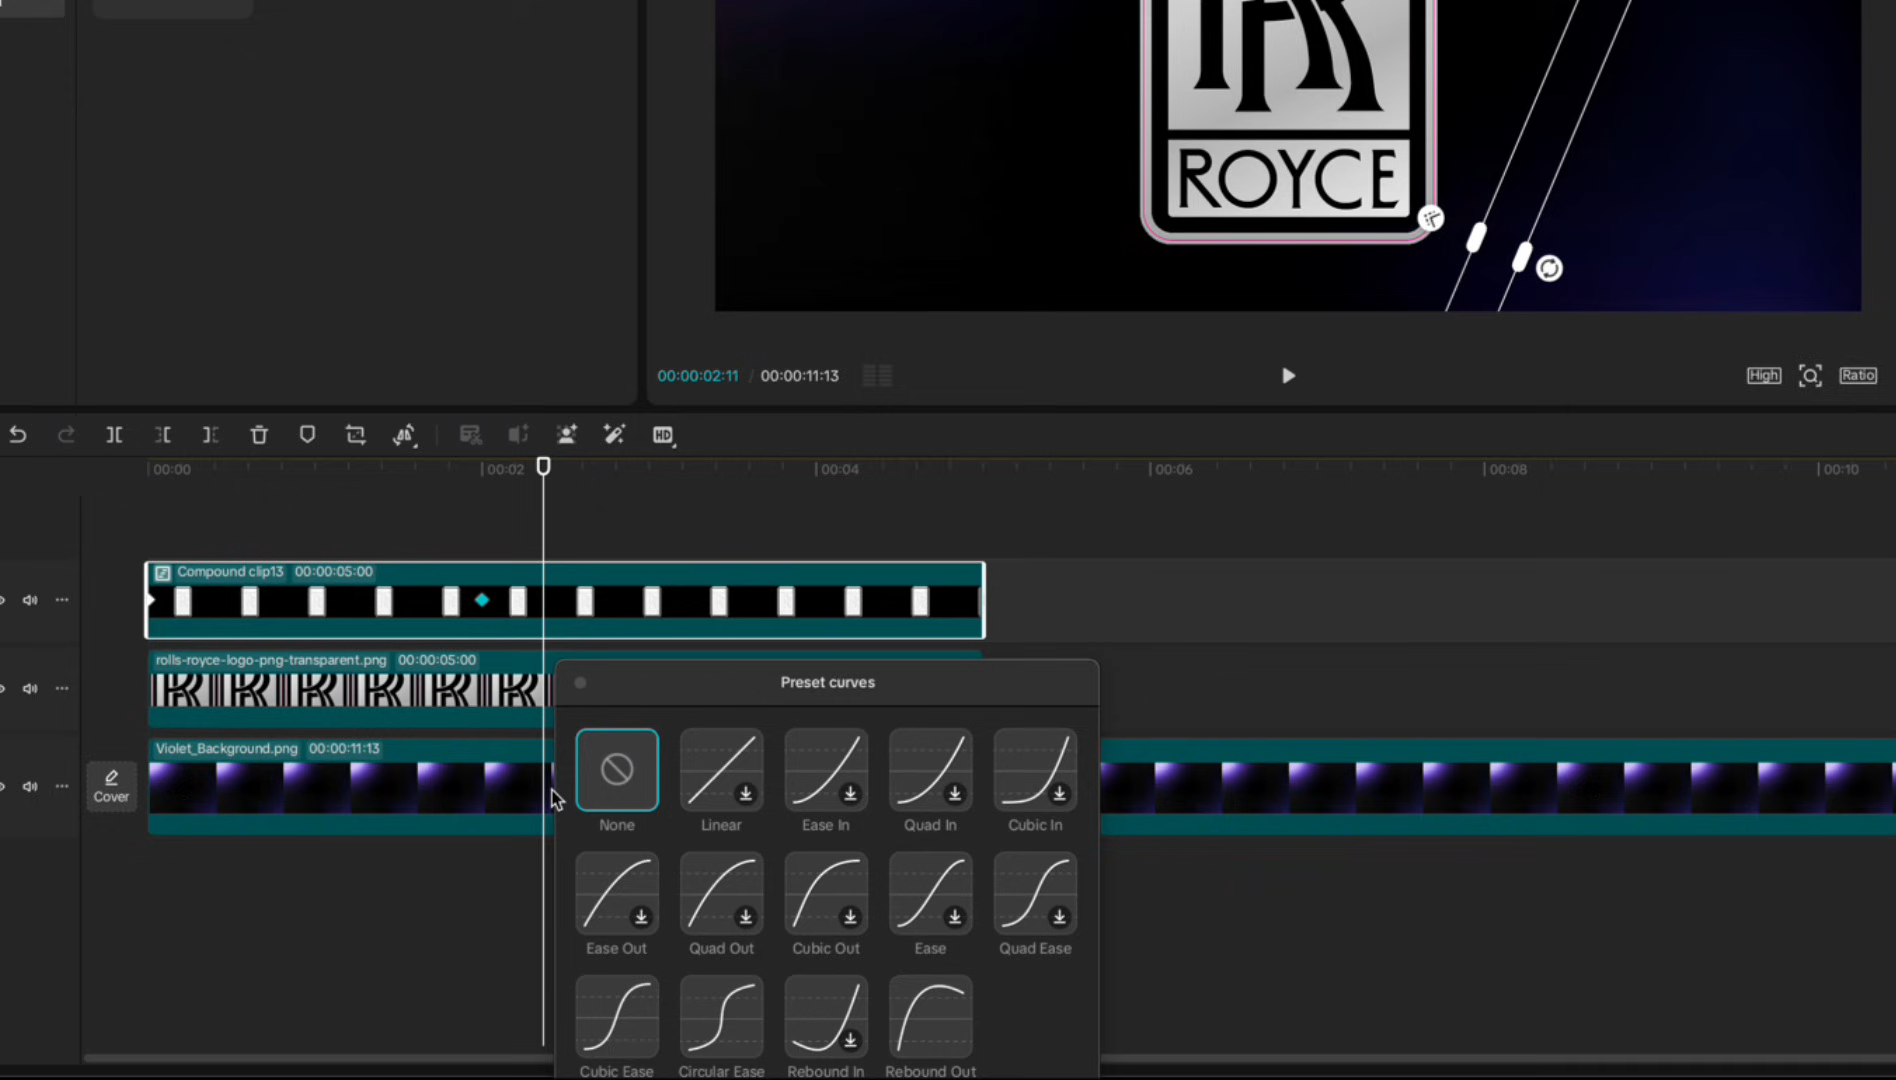 ROYCE
00:00:02:11 / 00:00:11:13
High
Ratio
HD
00:00
00:02
00:04
00:06
00:08
00:10
Compound clip13 00:00:05:00
rolls-royce-logo-png-transparent.png 00:00:05:00
Violet_Background.png 00:00:11:13
Cover
Preset curves
None
Linear
Ease In
Quad In
Cubic In
Ease Out
Quad Out
Cubic Out
Ease
Quad Ease
Cubic Ease
Circular Ease
Rebound In
Rebound Out